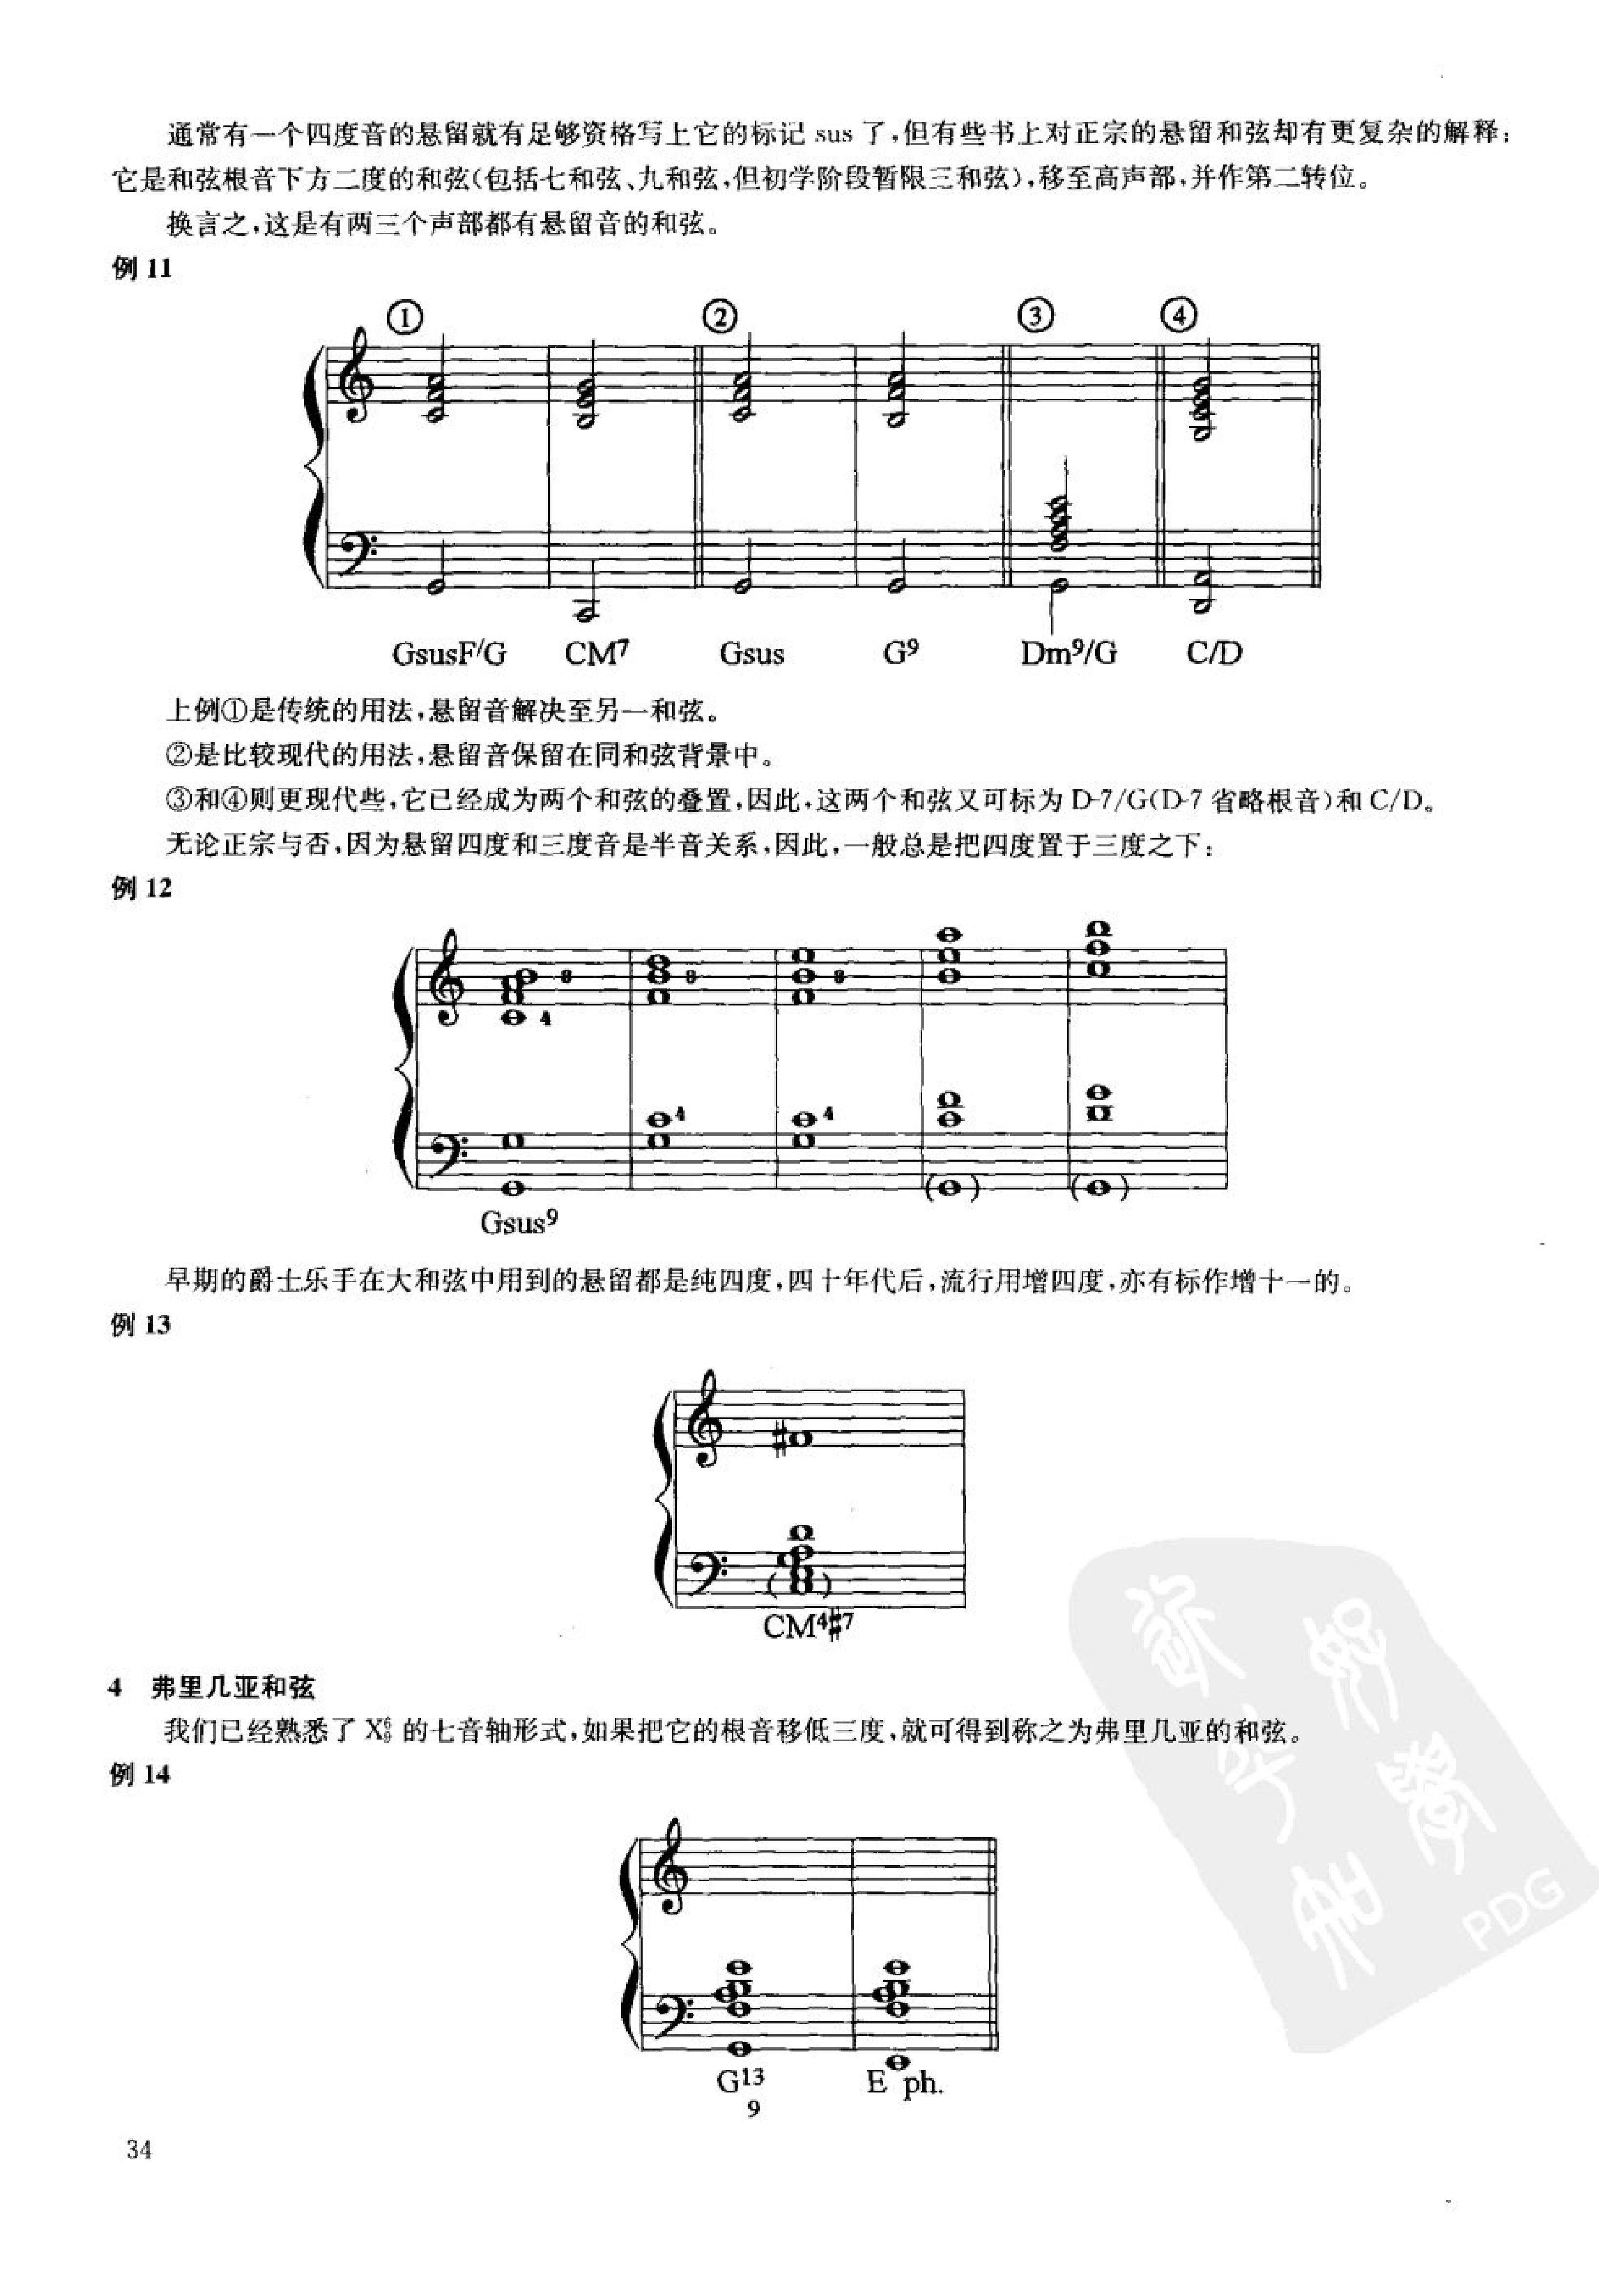 通常有一个四度音的悬留就有足够资格写上它的标记 sus 了，但有些书上对正宗的悬留和弦却有更复杂的解释：
它是和弦根音下方二度的和弦（包括七和弦、九和弦，但初学阶段暂限三和弦），移至高声部，并作第二转位。
换言之，这是有两三个声部都有悬留音的和弦。
例 11
① ② ③ ④
GsusF/G CM7 Gsus G9 Dm9/G C/D
上例①是传统的用法，悬留音解决至另一和弦。
②是比较现代的用法，悬留音保留在同和弦背景中。
③和④则更现代些，它已经成为两个和弦的叠置，因此，这两个和弦又可标为 D-7/G（D-7 省略根音）和 C/D。
无论正宗与否，因为悬留四度和三度音是半音关系，因此，一般总是把四度置于三度之下：
例 12
8 8 8
4
4 4
Gsus9
早期的爵士乐手在大和弦中用到的悬留都是纯四度，四十年代后，流行用增四度，亦有标作增十一的。
例 13
CM4#7
4 弗里几亚和弦
我们已经熟悉了 X6/9 的七音轴形式，如果把它的根音移低三度，就可得到称之为弗里几亚的和弦。
例 14
G13 E ph.
9
34
PDG